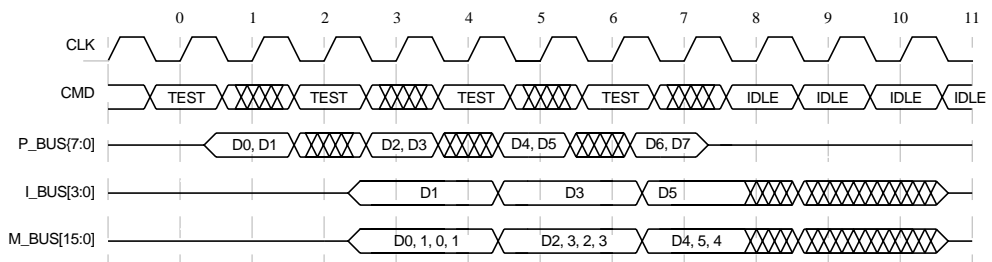 0 1 2 3 4 5 6 7 8 9 10 11
CLK
CMD TEST TEST TEST TEST IDLE IDLE IDLE IDLE
P_BUS{7:0} D0, D1 D2, D3 D4, D5 D6, D7
I_BUS[3:0} D1 D3 D5
M_BUS[15:0} D0, 1, 0, 1 D2, 3, 2, 3 D4, 5, 4